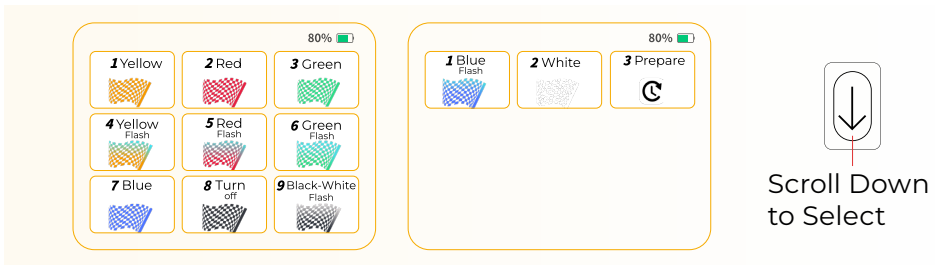 80%
1 Yellow
2 Red
3 Green
4 Yellow
Flash
5 Red
Flash
6 Green
Flash
7 Blue
8 Turn
off
9 Black-White
Flash
80%
1 Blue
Flash
2 White
3 Prepare
Scroll Down
to Select